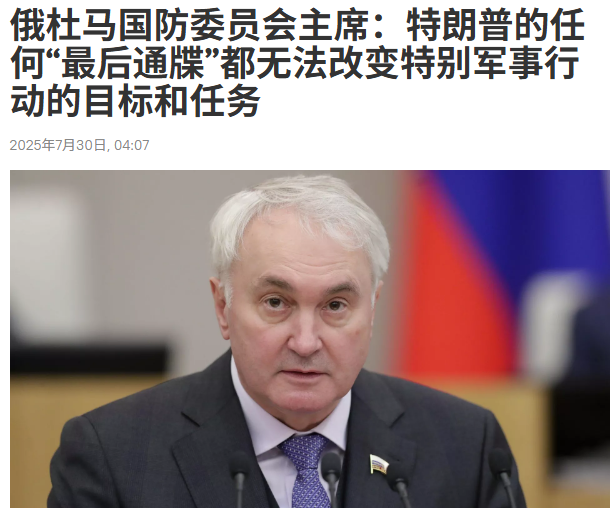 俄杜马国防委员会主席：特朗普的任
何“最后通牒”都无法改变特别军事行
动的目标和任务
2025年7月30日, 04:07